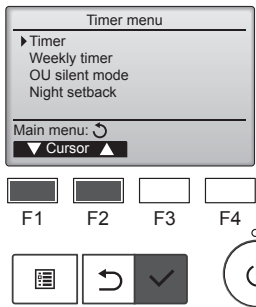 Timer menu
Timer
Weekly timer
OU silent mode
Night setback
Main menu:
Cursor
F1 F2 F3 F4